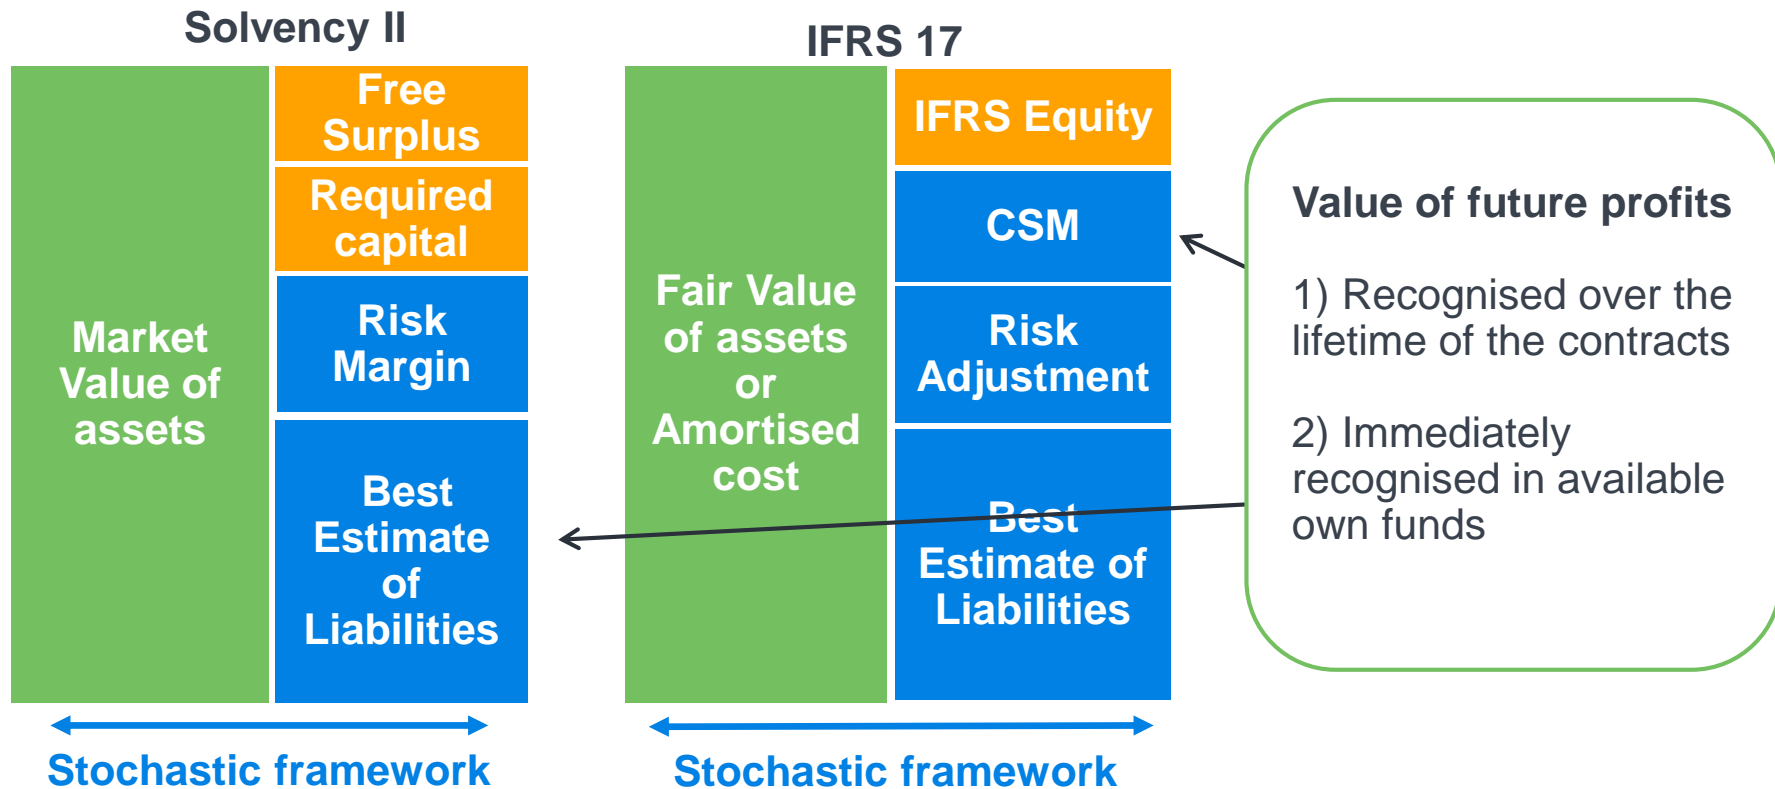 Solvency II
IFRS 17
Market
Value of
assets
Free
Surplus
Required
capital
Risk
Margin
Best
Estimate
of
Liabilities
Stochastic framework
Fair Value
of assets
or
Amortised
cost
IFRS Equity
CSM
Risk
Adjustment
Best
Estimate of
Liabilities
Stochastic framework
Value of future profits
1) Recognised over the
lifetime of the contracts
2) Immediately
recognised in available
own funds